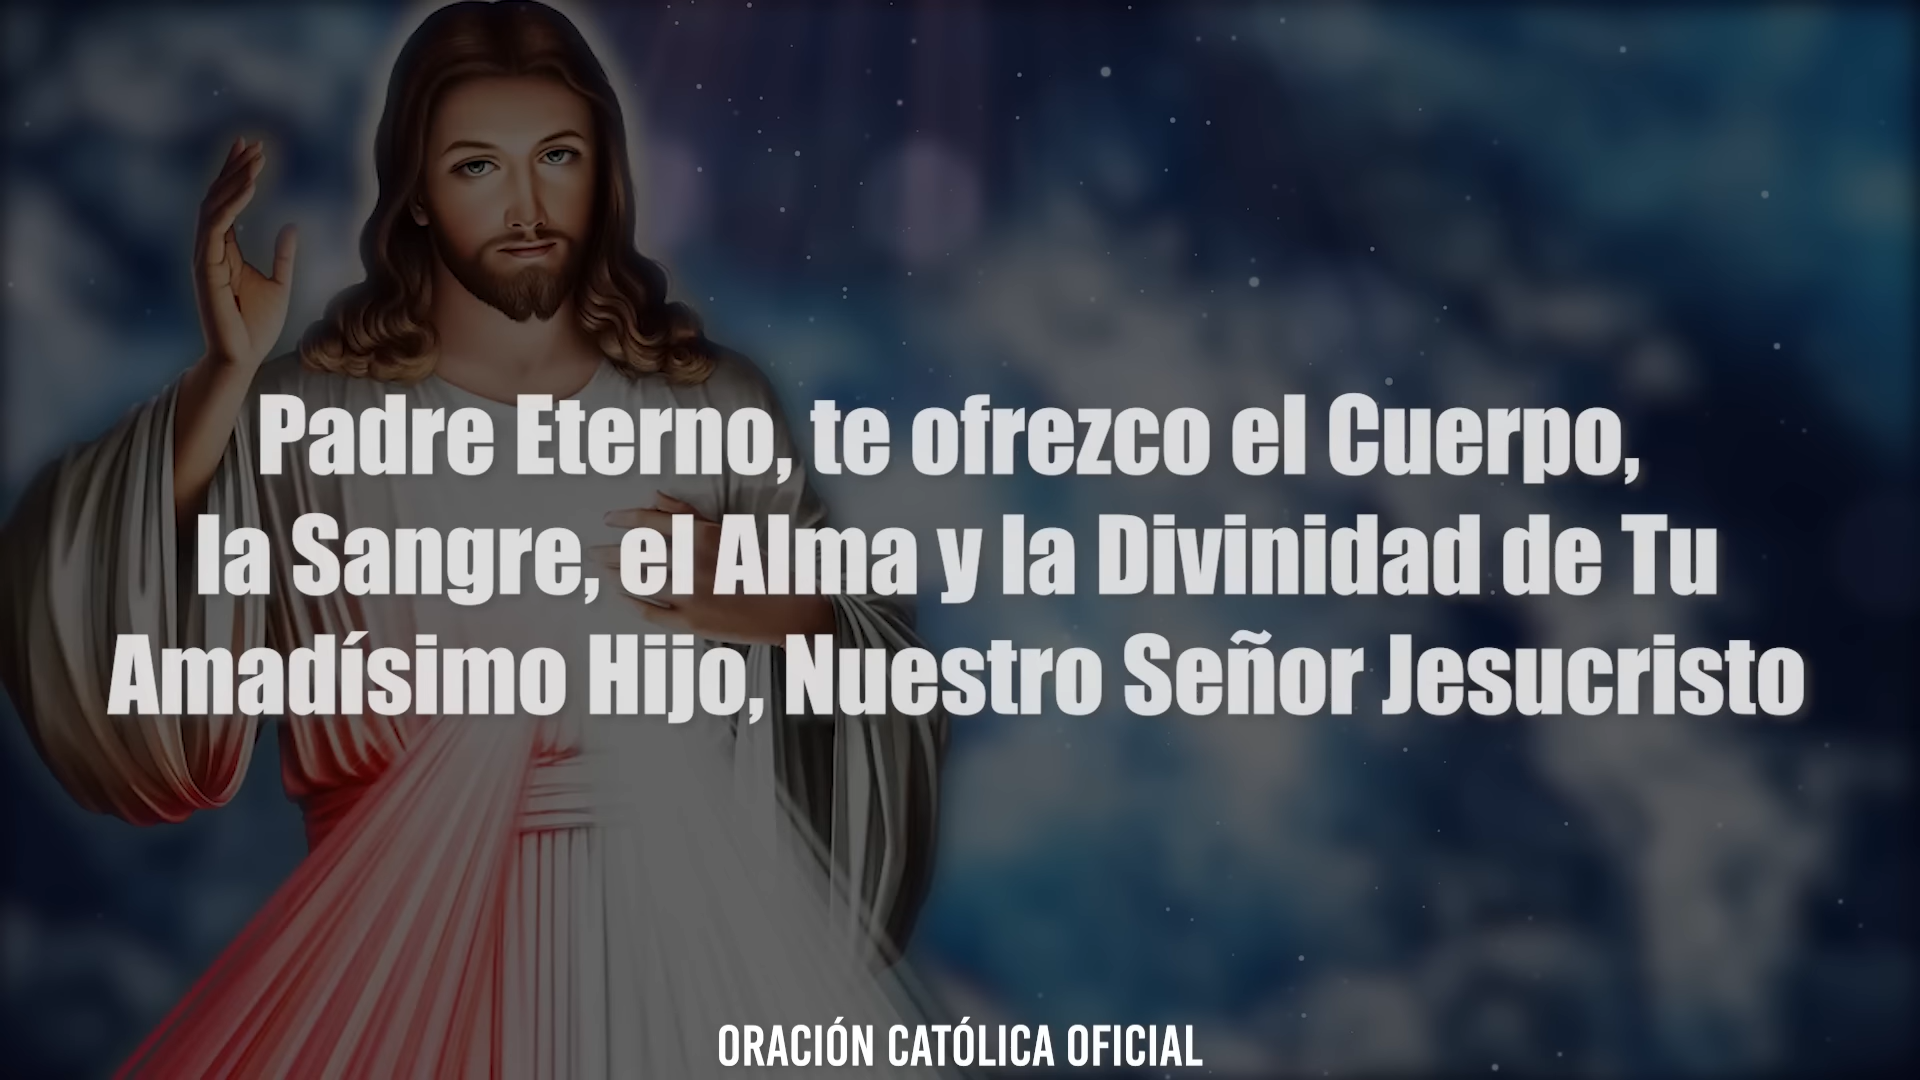 Padre Eterno, te ofrezco el Cuerpo,
la Sangre, el Alma y la Divinidad de Tu
Amadísimo Hijo, Nuestro Señor Jesucristo
ORACIÓN CATÓLICA OFICIAL